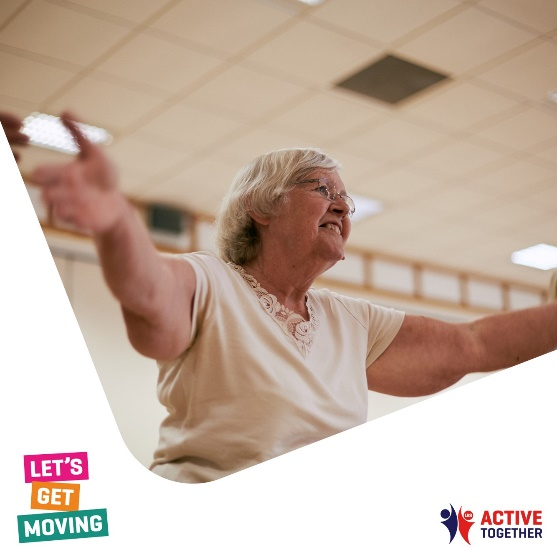 LET'S
GET
MOVING
ACTIVE
TOGETHER